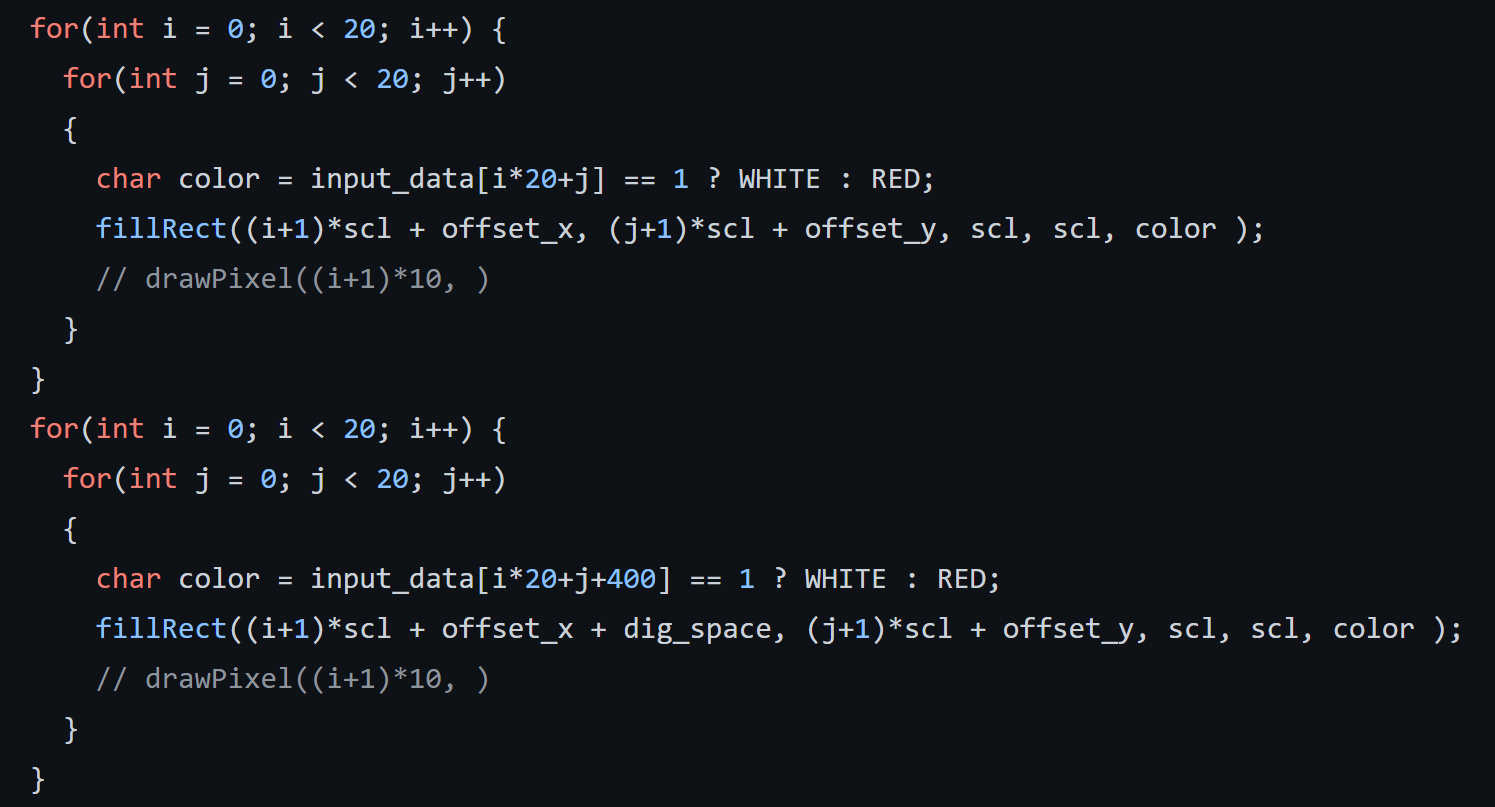 for(int i = 0; i < 20; i++) {
  for(int j = 0; j < 20; j++)
  {
    char color = input_data[i*20+j] == 1 ? WHITE : RED;
    fillRect((i+1)*scl + offset_x, (j+1)*scl + offset_y, scl, scl, color );
    // drawPixel((i+1)*10, )
  }
}
for(int i = 0; i < 20; i++) {
  for(int j = 0; j < 20; j++)
  {
    char color = input_data[i*20+j+400] == 1 ? WHITE : RED;
    fillRect((i+1)*scl + offset_x + dig_space, (j+1)*scl + offset_y, scl, scl, color );
    // drawPixel((i+1)*10, )
  }
}